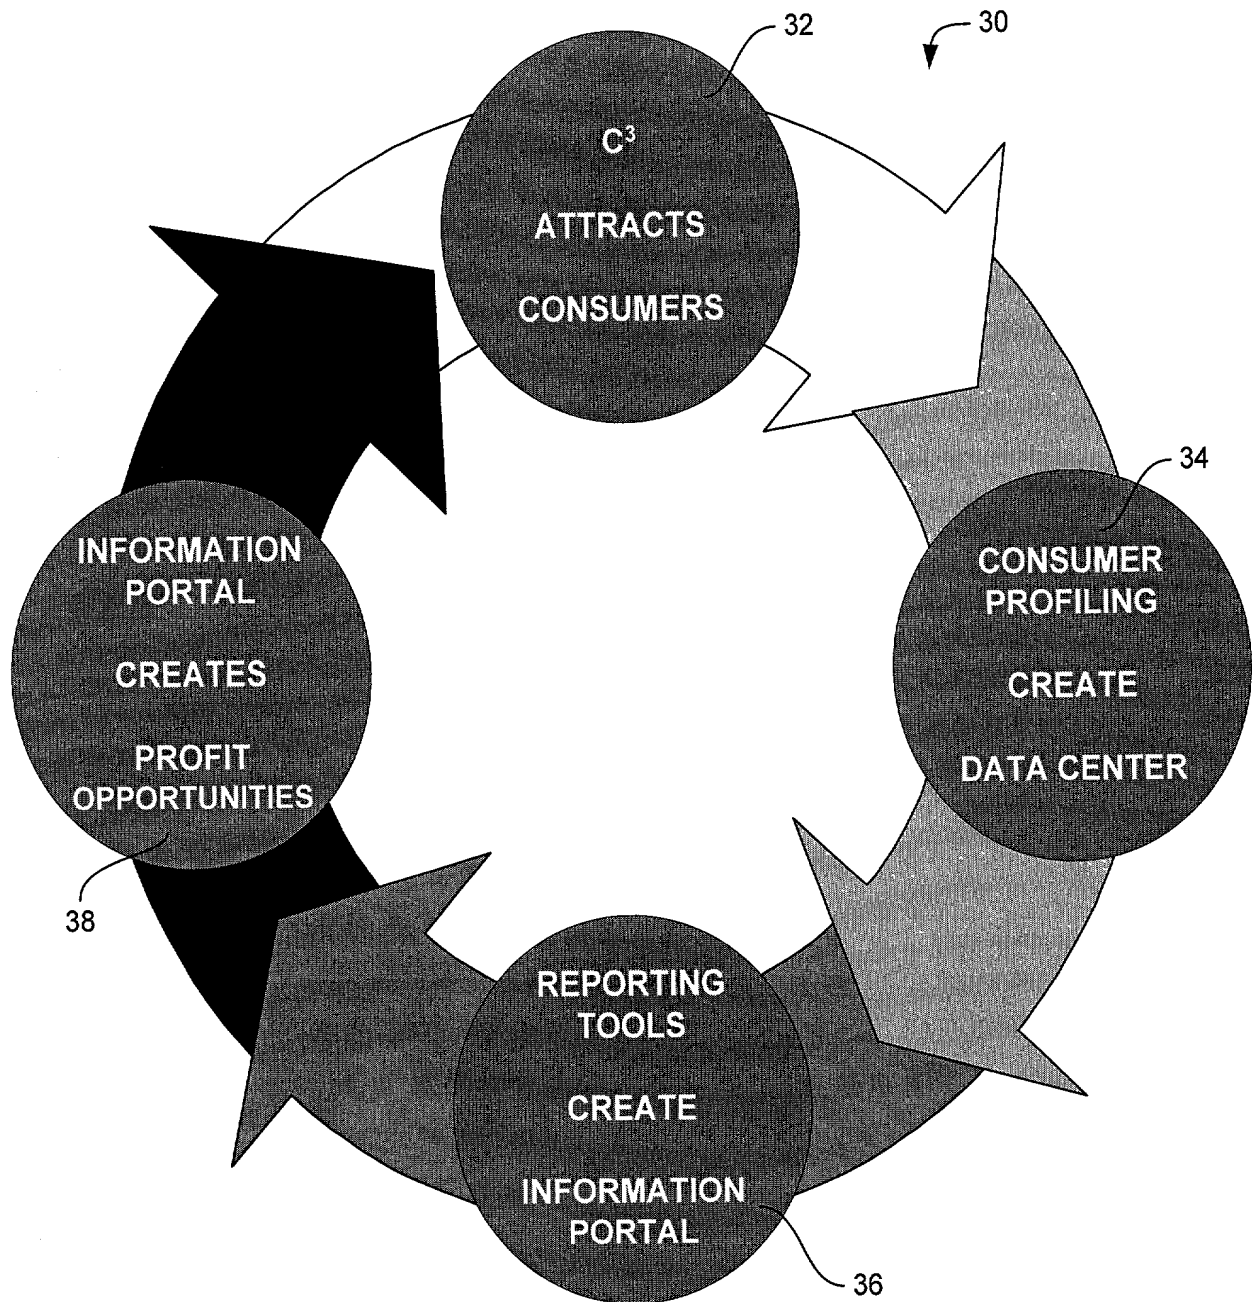 30
32
C³
ATTRACTS
CONSUMERS
34
CONSUMER
PROFILING
CREATE
DATA CENTER
REPORTING
TOOLS
CREATE
INFORMATION
PORTAL
36
INFORMATION
PORTAL
CREATES
PROFIT
OPPORTUNITIES
38